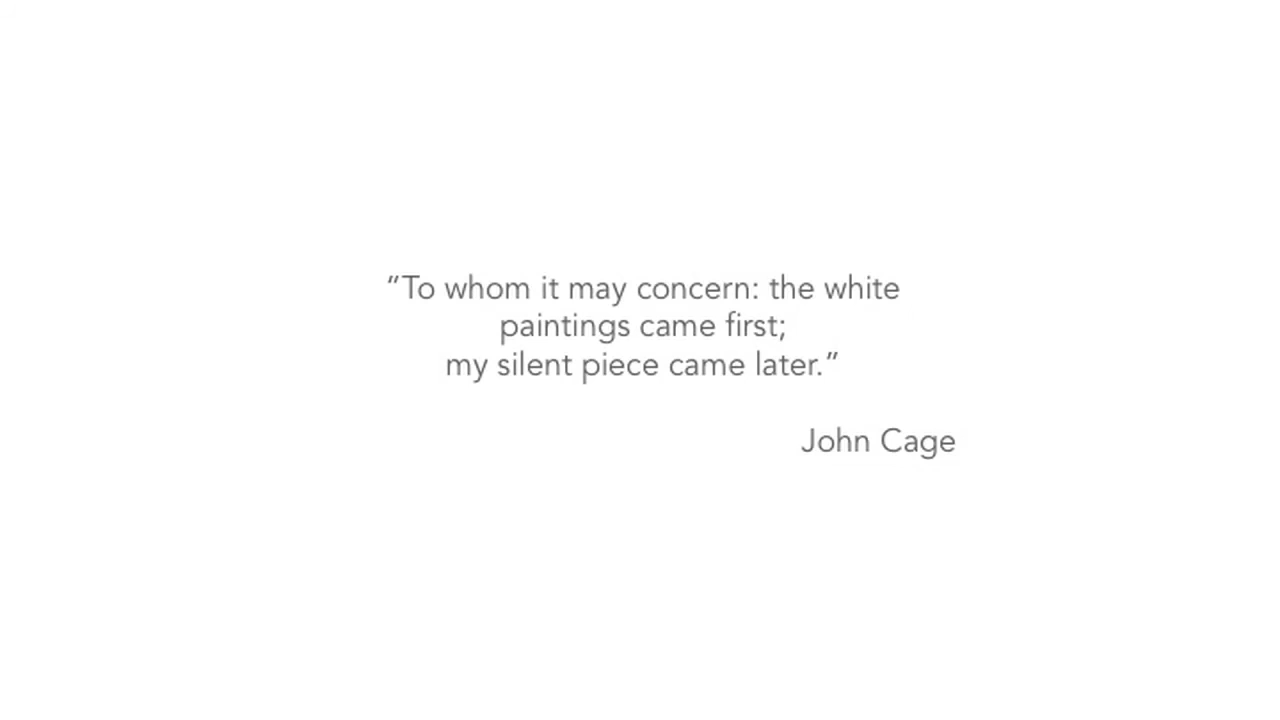 “To whom it may concern: the white
paintings came first;
my silent piece came later.”
John Cage